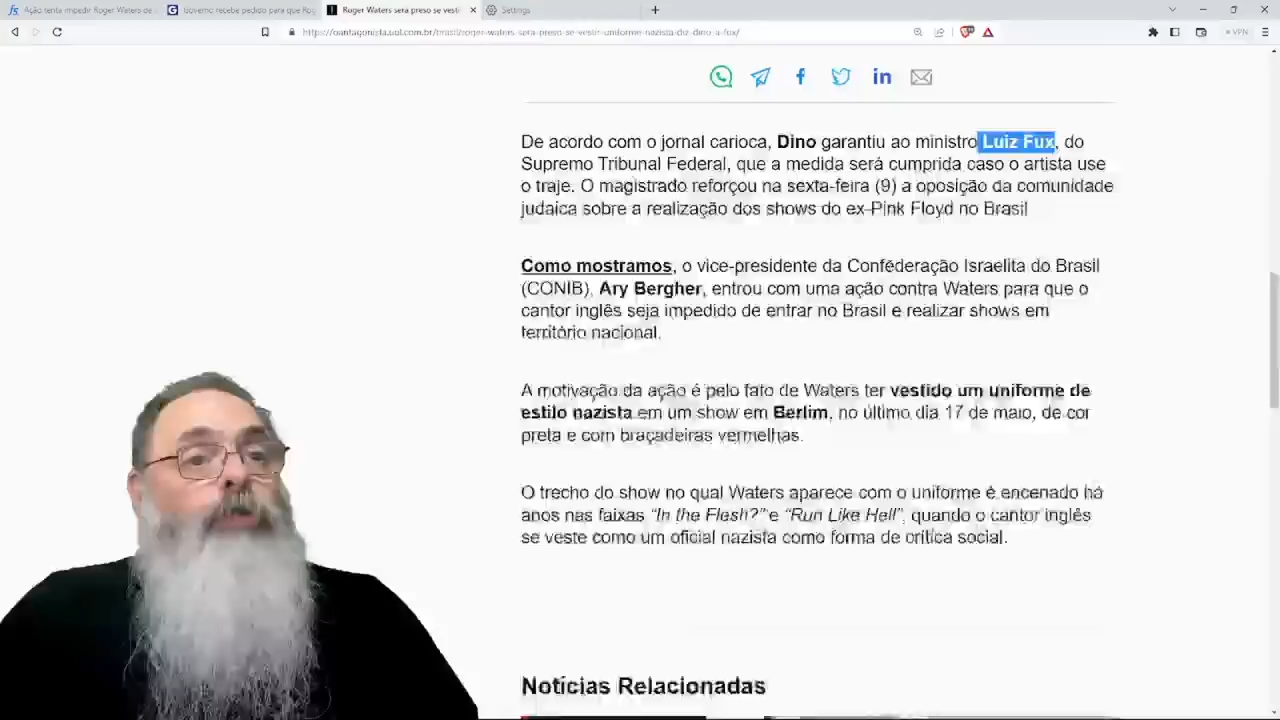 Ação tenta impedir Roger Waters de
Governo recebe pedido para que Rog
Roger Waters será preso se vesti
Settings
https://oantagonista.uol.com.br/brasil/roger-waters-sera-preso-se-vestir-uniforme-nazista-diz-dino-a-fux/
VPN
De acordo com o jornal carioca, Dino garantiu ao ministro Luiz Fux, do
Supremo Tribunal Federal, que a medida será cumprida caso o artista use
o traje. O magistrado reforçou na sexta-feira (9) a oposição da comunidade
judaica sobre a realização dos shows do ex-Pink Floyd no Brasil
Como mostramos, o vice-presidente da Confederação Israelita do Brasil
(CONIB), Ary Bergher, entrou com uma ação contra Waters para que o
cantor inglês seja impedido de entrar no Brasil e realizar shows em
território nacional.
A motivação da ação é pelo fato de Waters ter vestido um uniforme de
estilo nazista em um show em Berlim, no último dia 17 de maio, de cor
preta e com braçadeiras vermelhas.
O trecho do show no qual Waters aparece com o uniforme é encenado há
anos nas faixas “In the Flesh?” e “Run Like Hell”, quando o cantor inglês
se veste como um oficial nazista como forma de crítica social.
Notícias Relacionadas